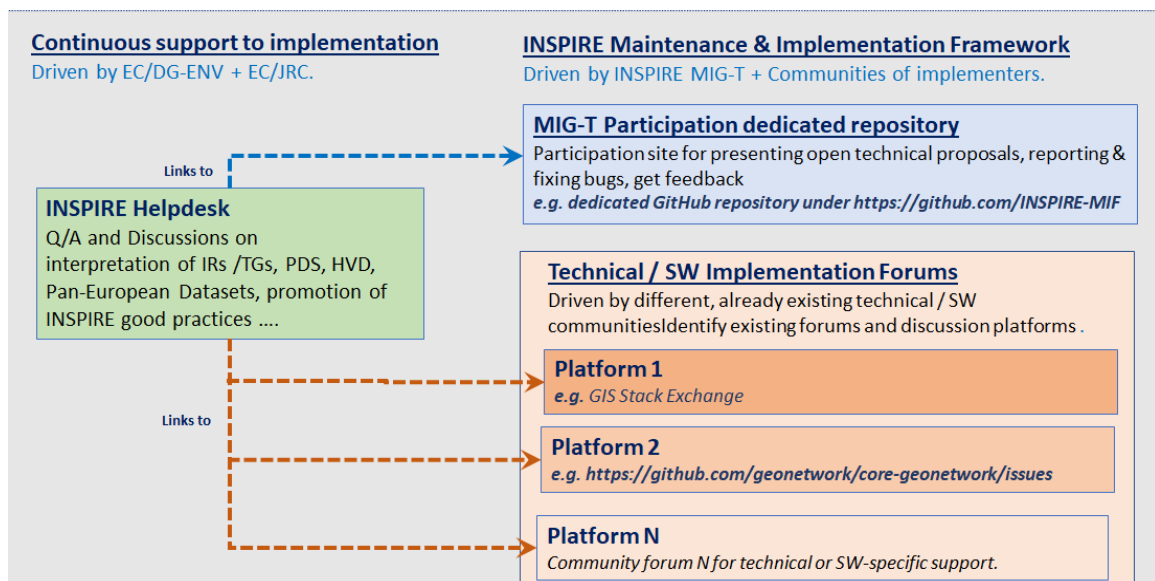 Continuous support to implementation
Driven by EC/DG-ENV + EC/JRC.
INSPIRE Maintenance & Implementation Framework
Driven by INSPIRE MIG-T + Communities of implementers.
MIG-T Participation dedicated repository
Participation site for presenting open technical proposals, reporting &
fixing bugs, get feedback
e.g. dedicated GitHub repository under https://github.com/INSPIRE-MIF
Links to
INSPIRE Helpdesk
Q/A and Discussions on
interpretation of IRs /TGs, PDS, HVD,
Pan-European Datasets, promotion of
INSPIRE good practices ....
Technical / SW Implementation Forums
Driven by different, already existing technical / SW
communitiesIdentify existing forums and discussion platforms .
Platform 1
e.g. GIS Stack Exchange
Links to
Platform 2
e.g. https://github.com/geonetwork/core-geonetwork/issues
Platform N
Community forum N for technical or SW-specific support.